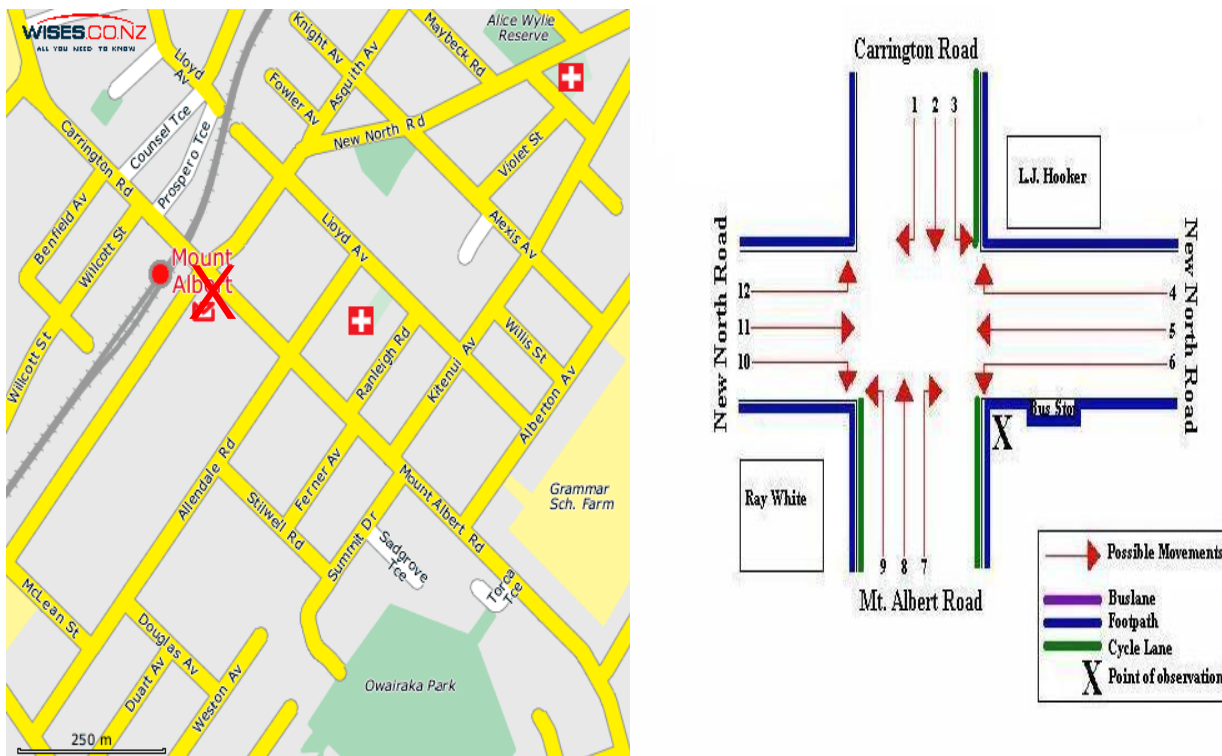 WISES.CO.NZ
ALL YOU NEED TO KNOW
Lloyd Av
Knight Av
Asquith Av
Maybeck Rd
Alice Wylie
Reserve
Fowler Av
New North Rd
Carrington Rd
Counsel Tce
Prospero Tce
Violet St
Benfield Av
Willcott St
Lloyd Av
Alexis Av
Mount
Albert
Willcott St
Ranleigh Rd
Kitenui Av
Willis St
Alberton Av
Allendale Rd
Ferner Av
Stilwell Rd
Mount Albert Rd
Grammar
Sch. Farm
Summit Dr
Sadgrove
Tce
Toroa
Tce
McLean St
Douglas Av
Duart Av
Weston Av
Owairaka Park
250 m
Carrington Road
1 2 3
L.J. Hooker
New North Road
New North Road
12
11
10
4
5
6
Bus Stop
X
Ray White
9 8 7
Mt. Albert Road
Possible Movements
Buslane
Footpath
Cycle Lane
X Point of observation